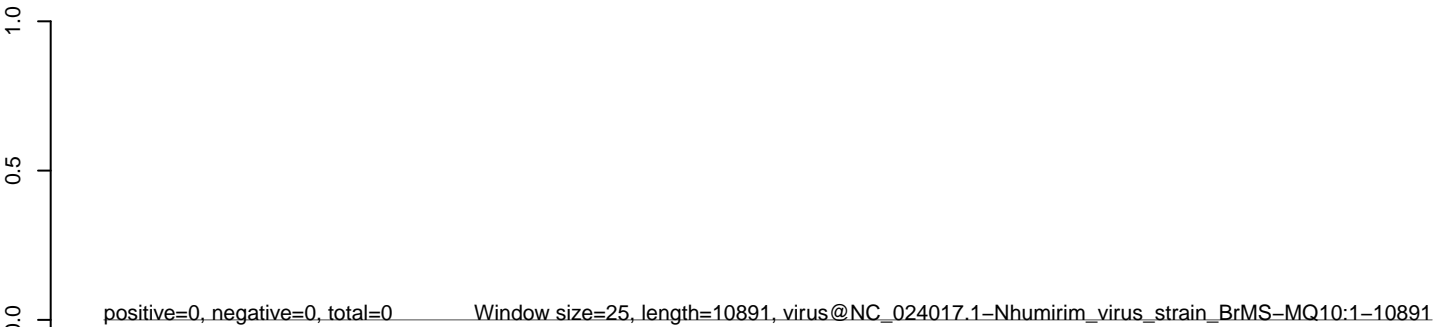 1.0
0.5
0.0
positive=0, negative=0, total=0 Window size=25, length=10891, virus@NC_024017.1−Nhumirim_virus_strain_BrMS−MQ10:1−10891